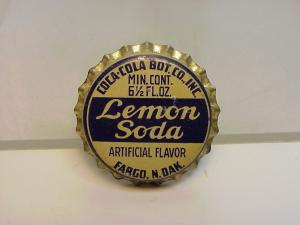 COCA-COLA BOT. CO., INC.
MIN. CONT.
6½ FL. OZ.
Lemon
Soda
ARTIFICIAL FLAVOR
FARGO, N. DAK.